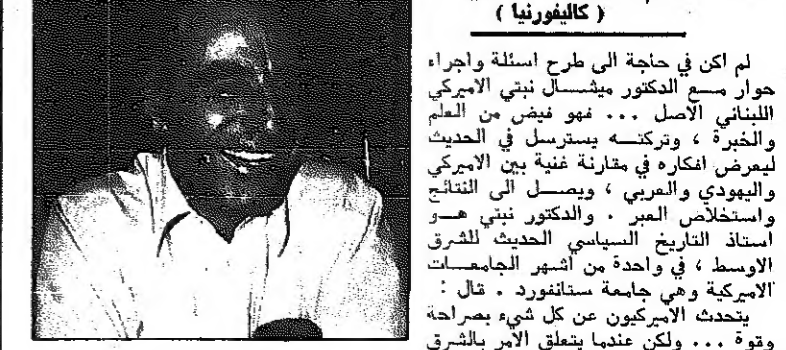 ( كاليفورنيا )
لم اكن في حاجة الى طرح اسئلة واجراء
حوار مع الدكتور ميشال نبتي الاميركي
اللبناني الاصل ... فهو فيض من العلم
والخبرة ، وتركته يسترسل في الحديث
ليعرض افكاره في مقارنة غنية بين الاميركي
واليهودي والعربي ، ويصل الى النتائج
واستخلاص العبر . والدكتور نبتي هو
استاذ التاريخ السياسي الحديث للشرق
الاوسط ، في واحدة من اشهر الجامعات
الاميركية وهي جامعة ستانفورد . قال :
يتحدث الاميركيون عن كل شيء بصراحة
وقوة ... ولكن عندما يتعلق الامر بالشرق